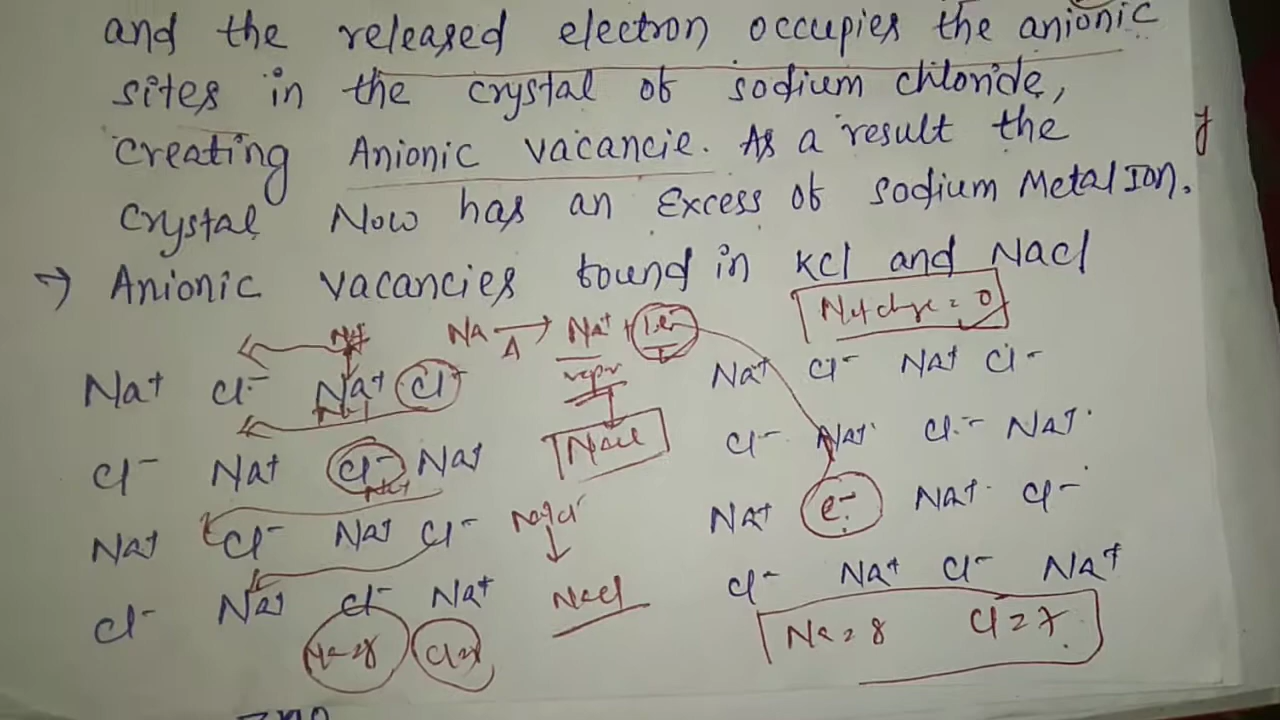 and the released electron occupies the anionic
sites in the crystal of sodium chloride,
creating Anionic vacancie. As a result the
crystal Now has an Excess of sodium Metal Ion.
→ Anionic vacancies found in KCl and NaCl
Na → Na⁺ + 1e⁻
Δ
Net chge = 0
Na⁺ Cl⁻ Na⁺ Cl⁻
Cl⁻ Na⁺ Cl⁻ Na⁺
Na⁺ Cl⁻ Na⁺ Cl⁻
Cl⁻ Na⁺ Cl⁻ Na⁺
Na=8
NaCl
Na⁺Cl⁻
↓
NaCl
Na⁺ Cl⁻ Na⁺ Cl⁻
Cl⁻ Na⁺ Cl⁻ Na⁺
Na⁺ e⁻ Na⁺ Cl⁻
Cl⁻ Na⁺ Cl⁻ Na⁺
Na = 8 Cl = 7